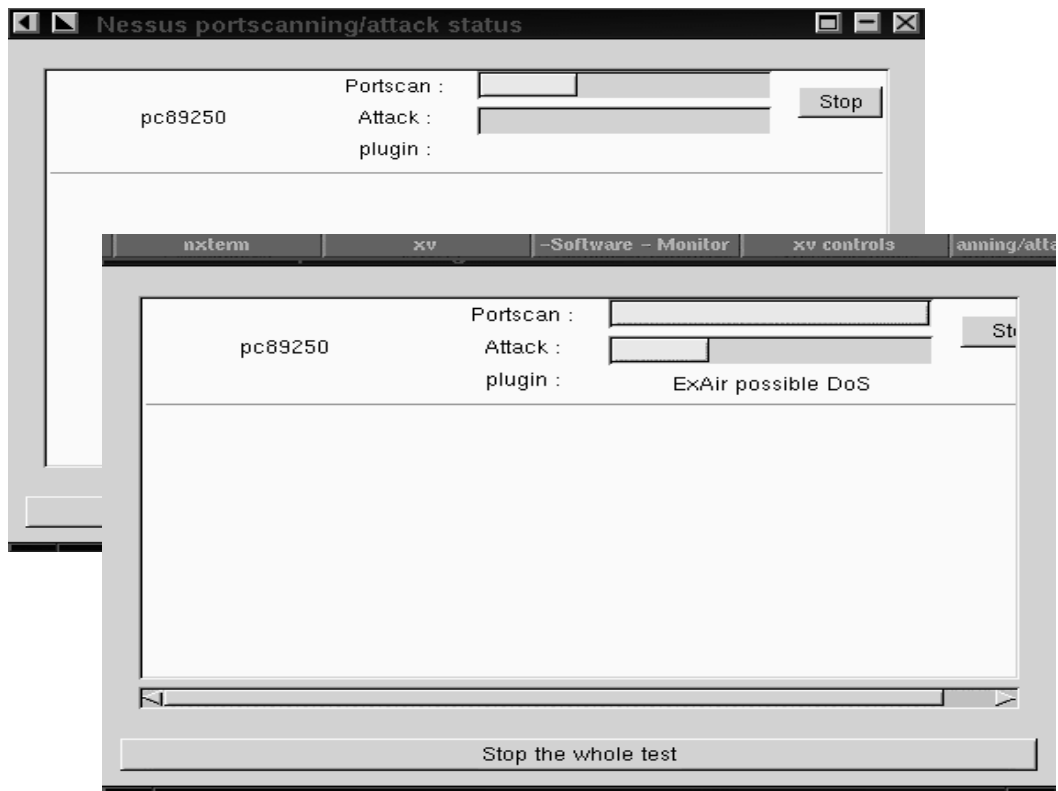 Nessus portscanning/attack status
Portscan :
Stop
pc89250
Attack :
plugin :
nxterm
xv
-Software - Monitor
xv controls
anning/atta
Portscan :
Sto
pc89250
Attack :
plugin :
ExAir possible DoS
Stop the whole test